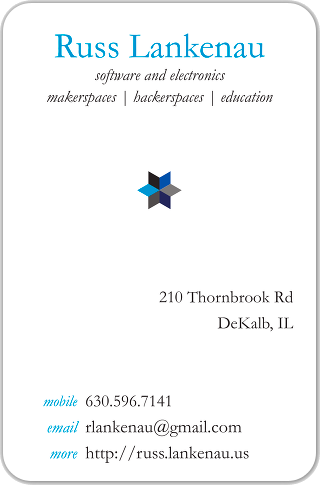 Russ Lankenau
software and electronics
makerspaces | hackerspaces | education
210 Thornbrook Rd
DeKalb, IL
mobile 630.596.7141
email rlankenau@gmail.com
more http://russ.lankenau.us